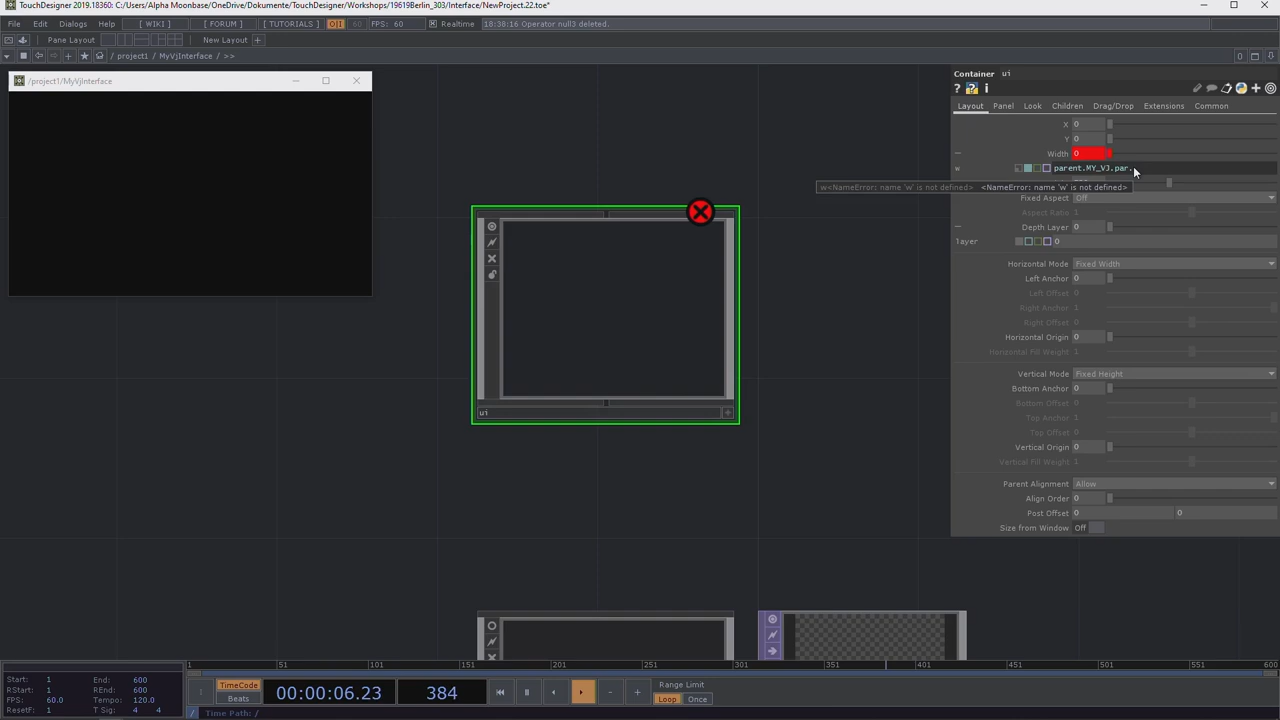 TouchDesigner 2019.18360: C:/Users/Alpha Moonbase/OneDrive/Dokumente/TouchDesigner/Workshops/19619Berlin_303/Interface/NewProject.22.toe*
File Edit Dialogs Help [ WIKI ] [ FORUM ] [ TUTORIALS ] O|I FPS: 60 Realtime 18:38:16 Operator null3 deleted.
Pane Layout New Layout +
/ project1 / MyVjInterface / >> 0
/project1/MyVjInterface
Container ui
? ? i
Layout Panel Look Children Drag/Drop Extensions Common
X 0
Y 0
Width 0
w parent.MY_VJ.par.
w<NameError: name 'w' is not defined> <NameError: name 'w' is not defined>
Fixed Aspect Off
Aspect Ratio 1
Depth Layer 0
layer 0
Horizontal Mode Fixed Width
Left Anchor 0
Left Offset 0
Right Anchor 1
Right Offset 0
Horizontal Origin 0
Horizontal Fill Weight 1
Vertical Mode Fixed Height
Bottom Anchor 0
Bottom Offset 0
Top Anchor 1
Top Offset 0
Vertical Origin 0
Vertical Fill Weight 1
Parent Alignment Allow
Align Order 0
Post Offset 0 0
Size from Window Off
ui
1 51 101 151 201 251 301 351 401 451 501 551 600
Start: 1 End: 600
RStart: 1 REnd: 600
FPS: 60.0 Tempo: 120.0
ResetF: 1 T Sig: 4 4
TimeCode
Beats
00:00:06.23 384
Range Limit
Loop Once
/ Time Path: /